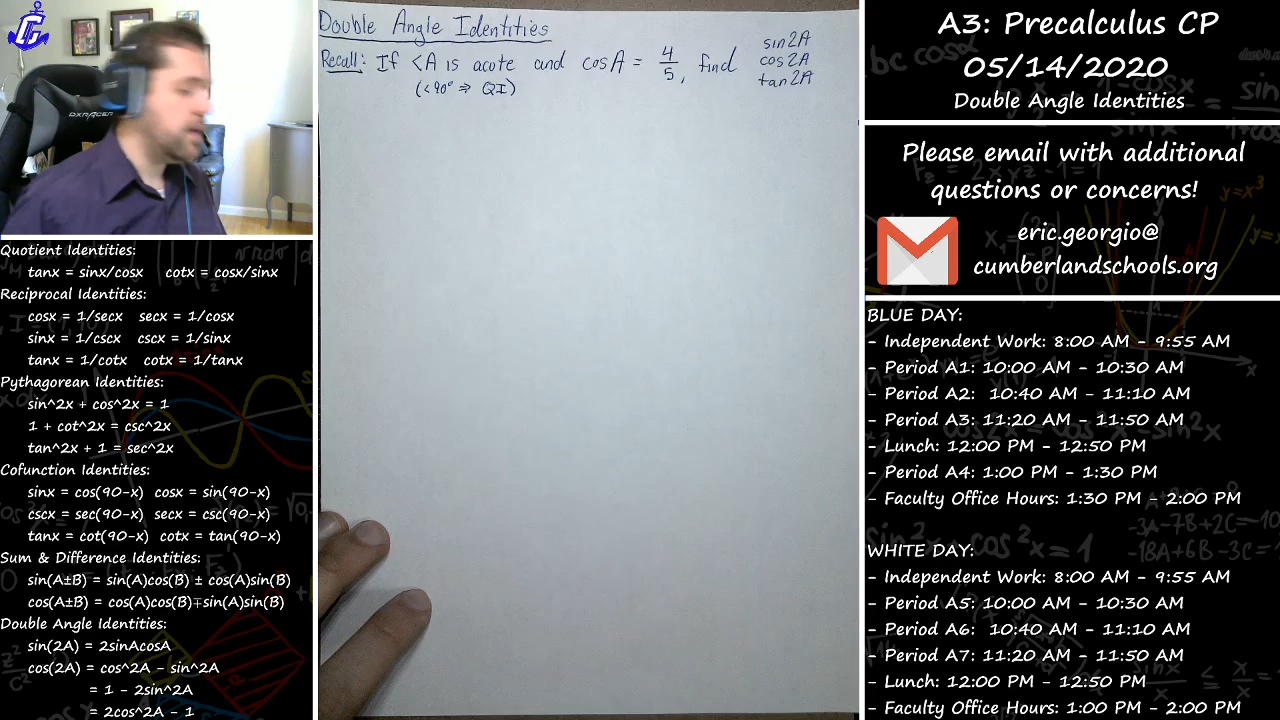 G
DXRACER
Quotient Identities:
tanx = sinx/cosx cotx = cosx/sinx
Reciprocal Identities:
cosx = 1/secx secx = 1/cosx
sinx = 1/cscx cscx = 1/sinx
tanx = 1/cotx cotx = 1/tanx
Pythagorean Identities:
sin^2x + cos^2x = 1
1 + cot^2x = csc^2x
tan^2x + 1 = sec^2x
Cofunction Identities:
sinx = cos(90-x) cosx = sin(90-x)
cscx = sec(90-x) secx = csc(90-x)
tanx = cot(90-x) cotx = tan(90-x)
Sum & Difference Identities:
sin(A±B) = sin(A)cos(B) ± cos(A)sin(B)
cos(A±B) = cos(A)cos(B)∓sin(A)sin(B)
Double Angle Identities:
sin(2A) = 2sinAcosA
cos(2A) = cos^2A - sin^2A
= 1 - 2sin^2A
= 2cos^2A - 1
Double Angle Identities
Recall: If <A is acute and cosA = 4/5, find sin2A
cos2A
tan2A
(<90° ⇒ QI)
A3: Precalculus CP
05/14/2020
Double Angle Identities
Please email with additional
questions or concerns!
eric.georgio@
cumberlandschools.org
BLUE DAY:
- Independent Work: 8:00 AM - 9:55 AM
- Period A1: 10:00 AM - 10:30 AM
- Period A2: 10:40 AM - 11:10 AM
- Period A3: 11:20 AM - 11:50 AM
- Lunch: 12:00 PM - 12:50 PM
- Period A4: 1:00 PM - 1:30 PM
- Faculty Office Hours: 1:30 PM - 2:00 PM
WHITE DAY:
- Independent Work: 8:00 AM - 9:55 AM
- Period A5: 10:00 AM - 10:30 AM
- Period A6: 10:40 AM - 11:10 AM
- Period A7: 11:20 AM - 11:50 AM
- Lunch: 12:00 PM - 12:50 PM
- Faculty Office Hours: 1:00 PM - 2:00 PM